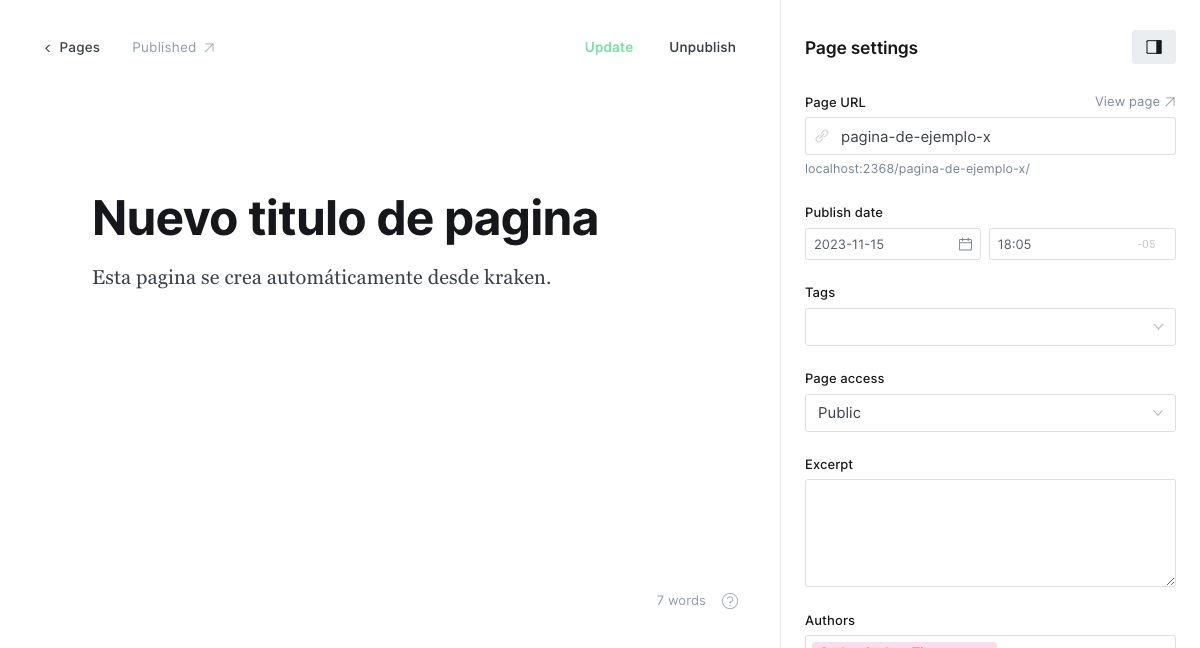 Pages
Published
Update
Unpublish
Nuevo titulo de pagina
Esta pagina se crea automáticamente desde kraken.
7 words
?
Page settings
Page URL
View page
pagina-de-ejemplo-x
localhost:2368/pagina-de-ejemplo-x/
Publish date
2023-11-15
18:05
-05
Tags
Page access
Public
Excerpt
Authors